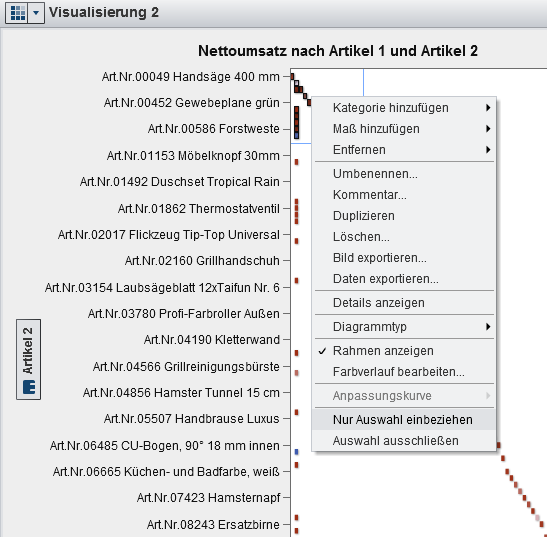 Visualisierung 2
Nettoumsatz nach Artikel 1 und Artikel 2
Art.Nr.00049 Handsäge 400 mm
Art.Nr.00452 Gewebeplane grün
Art.Nr.00586 Forstweste
Art.Nr.01153 Möbelknopf 30mm
Art.Nr.01492 Duschset Tropical Rain
Art.Nr.01862 Thermostatventil
Art.Nr.02017 Flickzeug Tip-Top Universal
Art.Nr.02160 Grillhandschuh
Art.Nr.03154 Laubsägeblatt 12xTaifun Nr. 6
Art.Nr.03780 Profi-Farbroller Außen
Art.Nr.04190 Kletterwand
Art.Nr.04566 Grillreinigungsbürste
Art.Nr.04856 Hamster Tunnel 15 cm
Art.Nr.05507 Handbrause Luxus
Art.Nr.06485 CU-Bogen, 90° 18 mm innen
Art.Nr.06665 Küchen- und Badfarbe, weiß
Art.Nr.07423 Hamsternapf
Art.Nr.08243 Ersatzbirne
Artikel 2
Kategorie hinzufügen
Maß hinzufügen
Entfernen
Umbenennen...
Kommentar...
Duplizieren
Löschen...
Bild exportieren...
Daten exportieren...
Details anzeigen
Diagrammtyp
Rahmen anzeigen
Farbverlauf bearbeiten...
Anpassungskurve
Nur Auswahl einbeziehen
Auswahl ausschließen